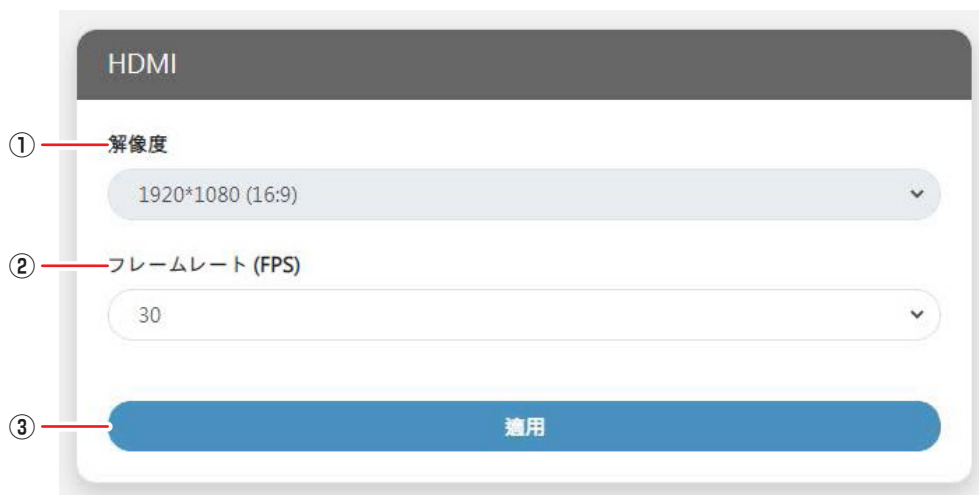 HDMI
① 解像度
1920*1080 (16:9)
② フレームレート (FPS)
30
③ 適用